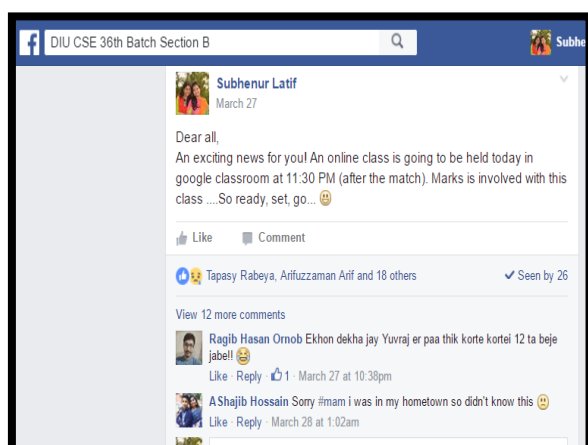 f DIU CSE 36th Batch Section B
Subhe
Subhenur Latif
March 27
Dear all,
An exciting news for you! An online class is going to be held today in
google classroom at 11:30 PM (after the match). Marks is involved with this
class ....So ready, set, go...
Like Comment
Tapasy Rabeya, Arifuzzaman Arif and 18 others Seen by 26
View 12 more comments
Ragib Hasan Ornob Ekhon dekha jay Yuvraj er paa thik korte kortei 12 ta beje
jabe!!
Like · Reply · 1 · March 27 at 10:38pm
A Shajib Hossain Sorry #mam i was in my hometown so didn't know this
Like · Reply · March 28 at 1:02am